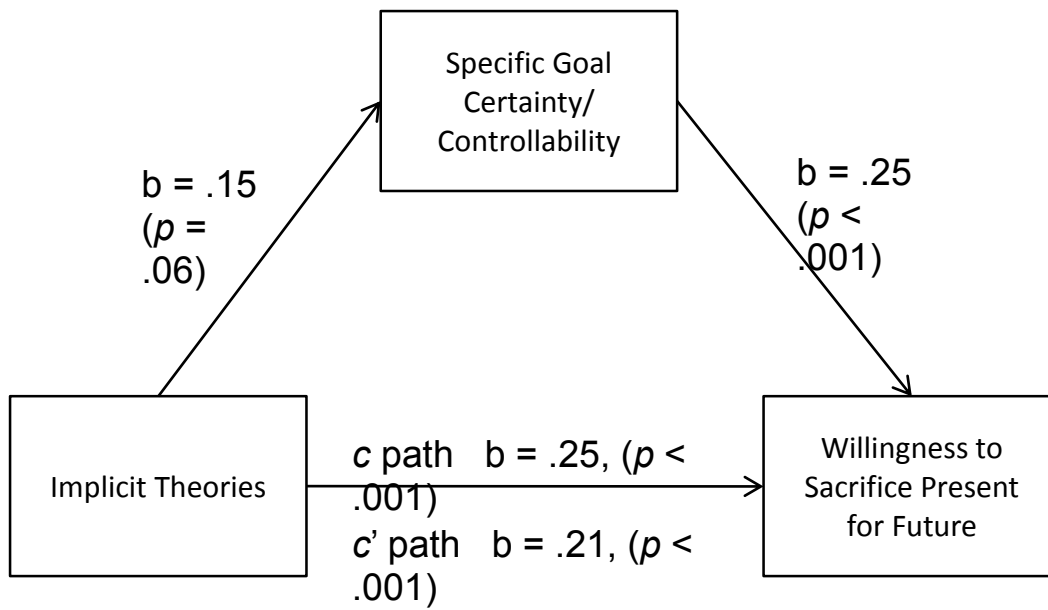 Specific Goal
Certainty/
Controllability
b = .15
(p =
.06)
b = .25
(p <
.001)
Implicit Theories
c path b = .25, (p <
.001)
c’ path b = .21, (p <
.001)
Willingness to
Sacrifice Present
for Future